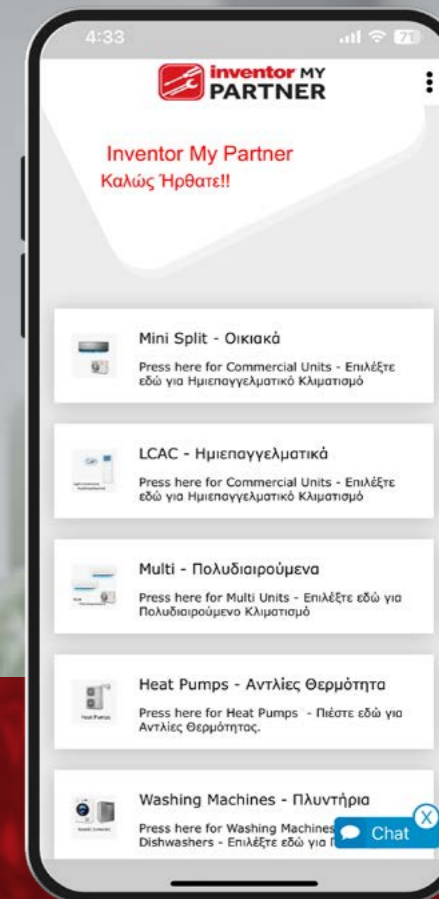 4:33
71
inventor MY
PARTNER
Inventor My Partner
Καλώς Ήρθατε!!
Mini Split - Οικιακά
Press here for Commercial Units - Επιλέξτε
εδώ για Ημιεπαγγελματικό Κλιματισμό
LCAC - Ημιεπαγγελματικά
Press here for Commercial Units - Επιλέξτε
εδώ για Ημιεπαγγελματικό Κλιματισμό
Multi - Πολυδιαιρούμενα
Press here for Multi Units - Επιλέξτε εδώ για
Πολυδιαιρούμενο Κλιματισμό
Heat Pumps - Αντλίες Θερμότητα
Heat Pumps
Press here for Heat Pumps - Πιέστε εδώ για
Αντλίες Θερμότητας.
Washing Machines - Πλυντήρια
Press here for Washing Machines
Dishwashers - Επιλέξτε εδώ για
Chat
X